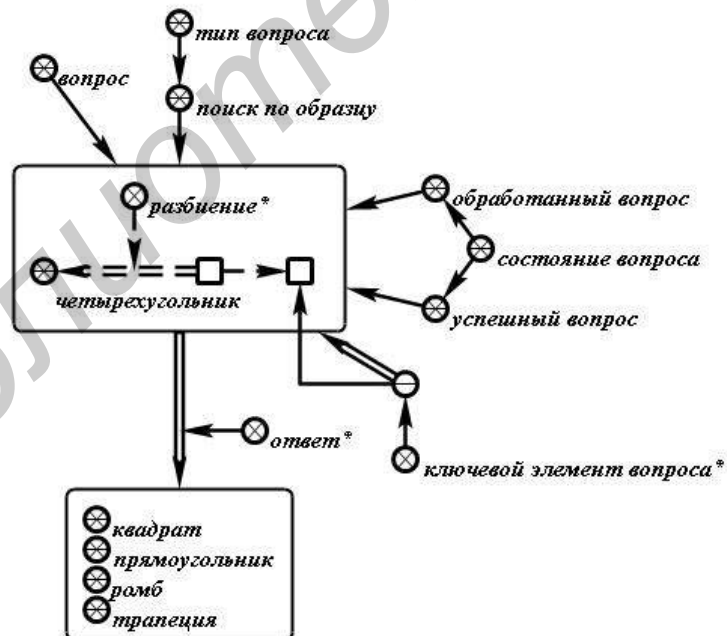 тип вопроса
вопрос
поиск по образцу
разбиение*
обработанный вопрос
состояние вопроса
четырехугольник
успешный вопрос
ответ*
ключевой элемент вопроса*
квадрат
прямоугольник
ромб
трапеция